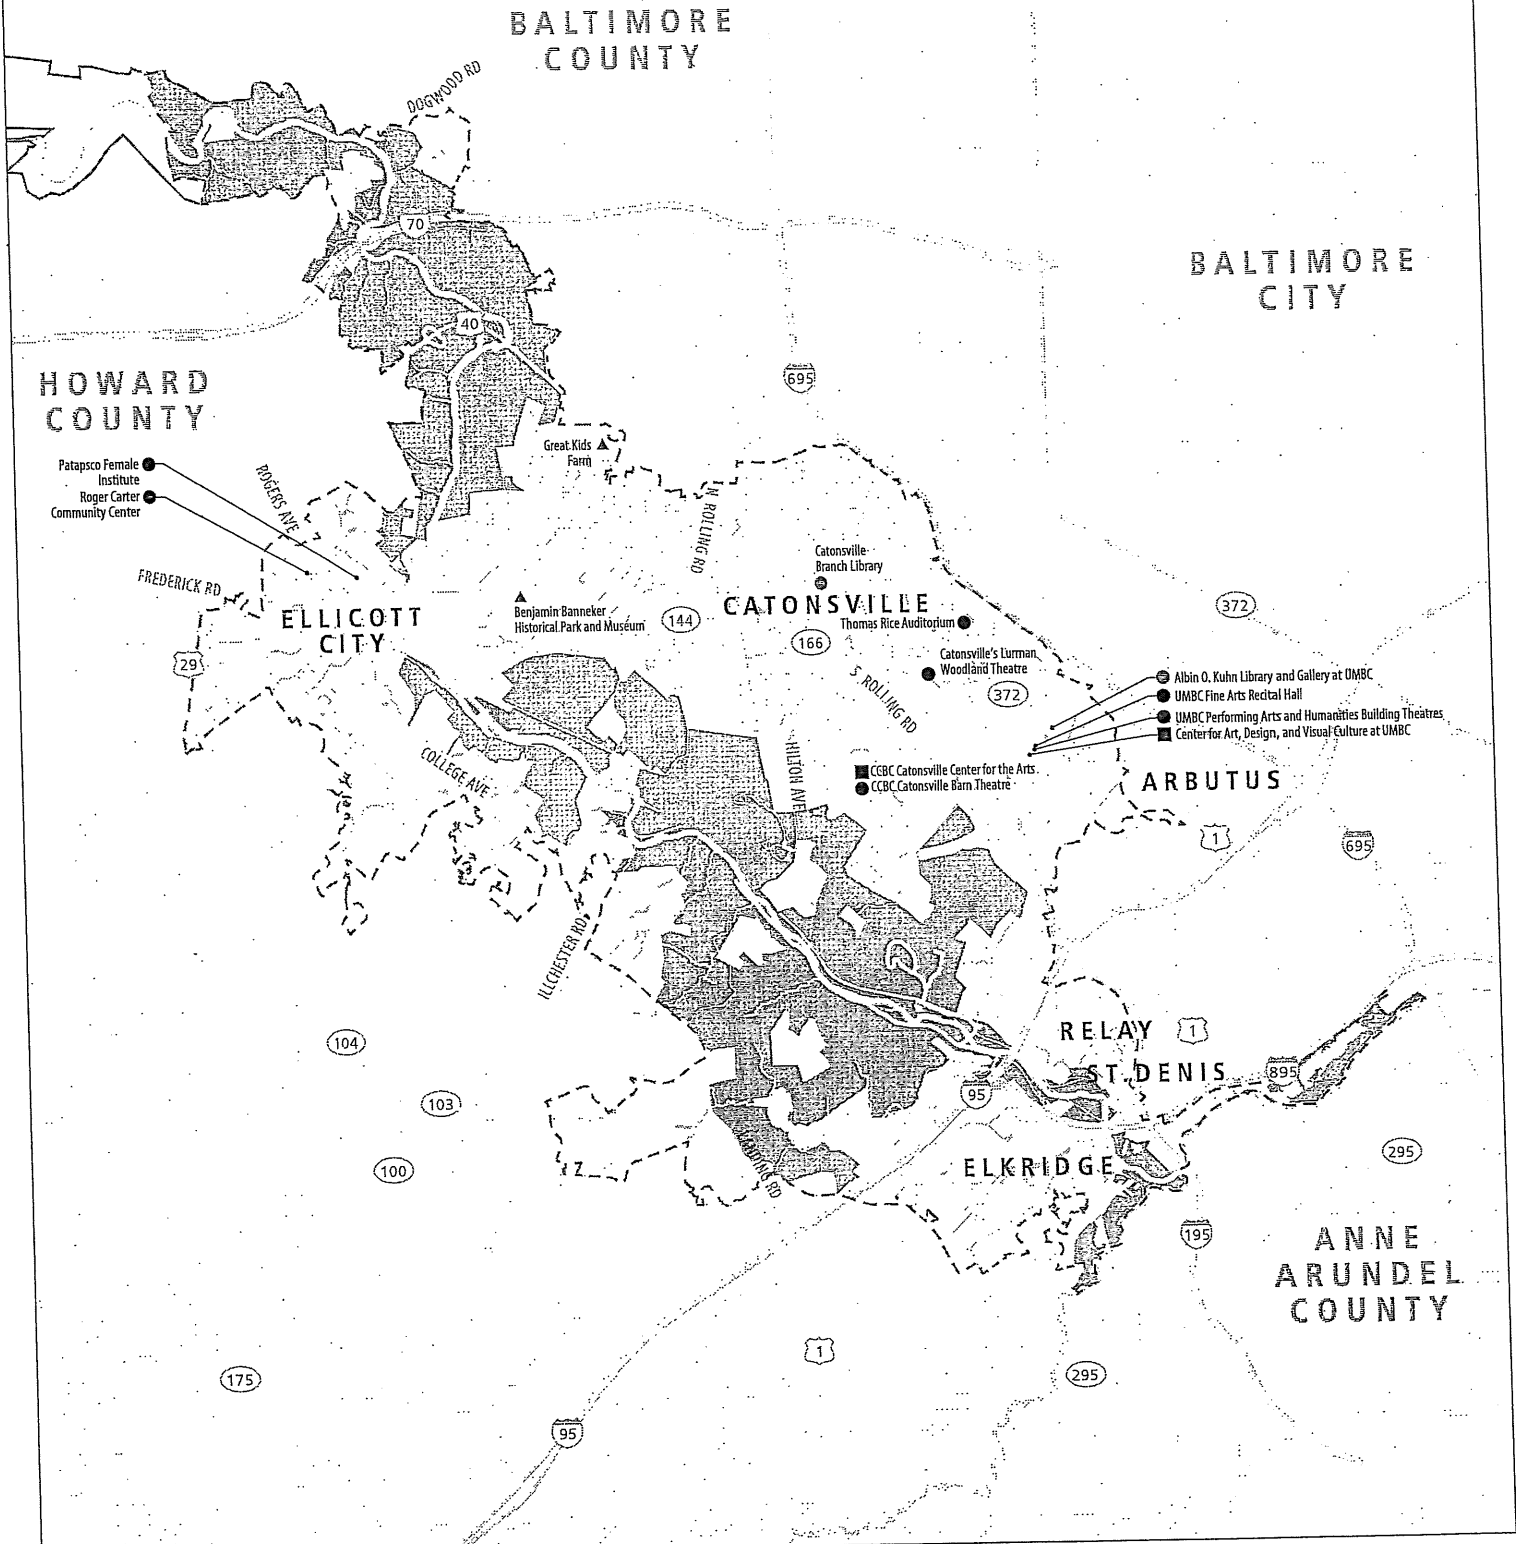 BALTIMORE
COUNTY
DOGWOOD RD
70
BALTIMORE
CITY
40
HOWARD
COUNTY
695
Great Kids
Farm
Patapsco Female
Institute
Roger Carter
Community Center
ROGERS AVE
N ROLLING RD
FREDERICK RD
Catonsville
Branch Library
CATONSVILLE
372
Benjamin Banneker
Historical Park and Museum
144
Thomas Rice Auditorium
166
ELLICOTT
CITY
29
Catonsville's Lurman
Woodland Theatre
372
S ROLLING RD
Albin O. Kuhn Library and Gallery at UMBC
UMBC Fine Arts Recital Hall
UMBC Performing Arts and Humanities Building Theatres
Center for Art, Design, and Visual Culture at UMBC
COLLEGE AVE
HILTON AVE
CCBC Catonsville Center for the Arts
CCBC Catonsville Barn Theatre
ARBUTUS
1
695
ILCHESTER RD
104
RELAY
1
ST. DENIS
895
103
95
100
ELKRIDGE
295
RD
195
ANNE
ARUNDEL
COUNTY
1
175
295
95